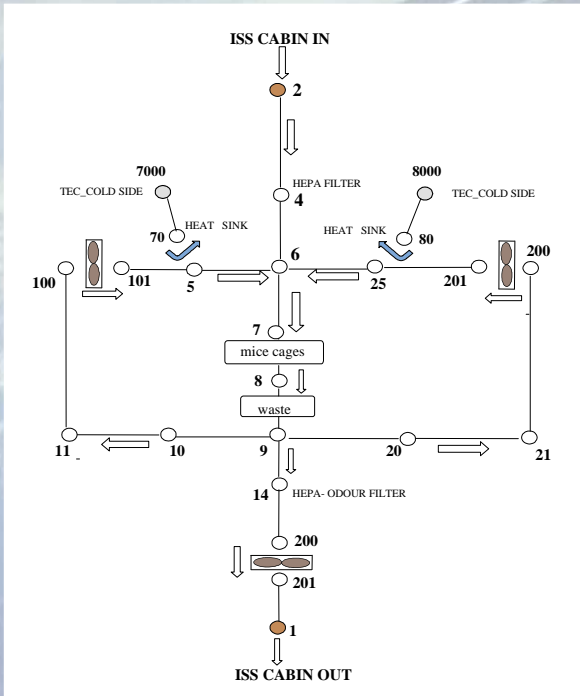 ISS CABIN IN
2
7000
8000
HEPA FILTER
TEC_COLD SIDE
TEC_COLD SIDE
4
70
HEAT SINK
HEAT SINK
80
6
200
100
101
5
25
201
7
mice cages
8
waste
11
10
9
20
21
14
HEPA- ODOUR FILTER
200
201
1
ISS CABIN OUT